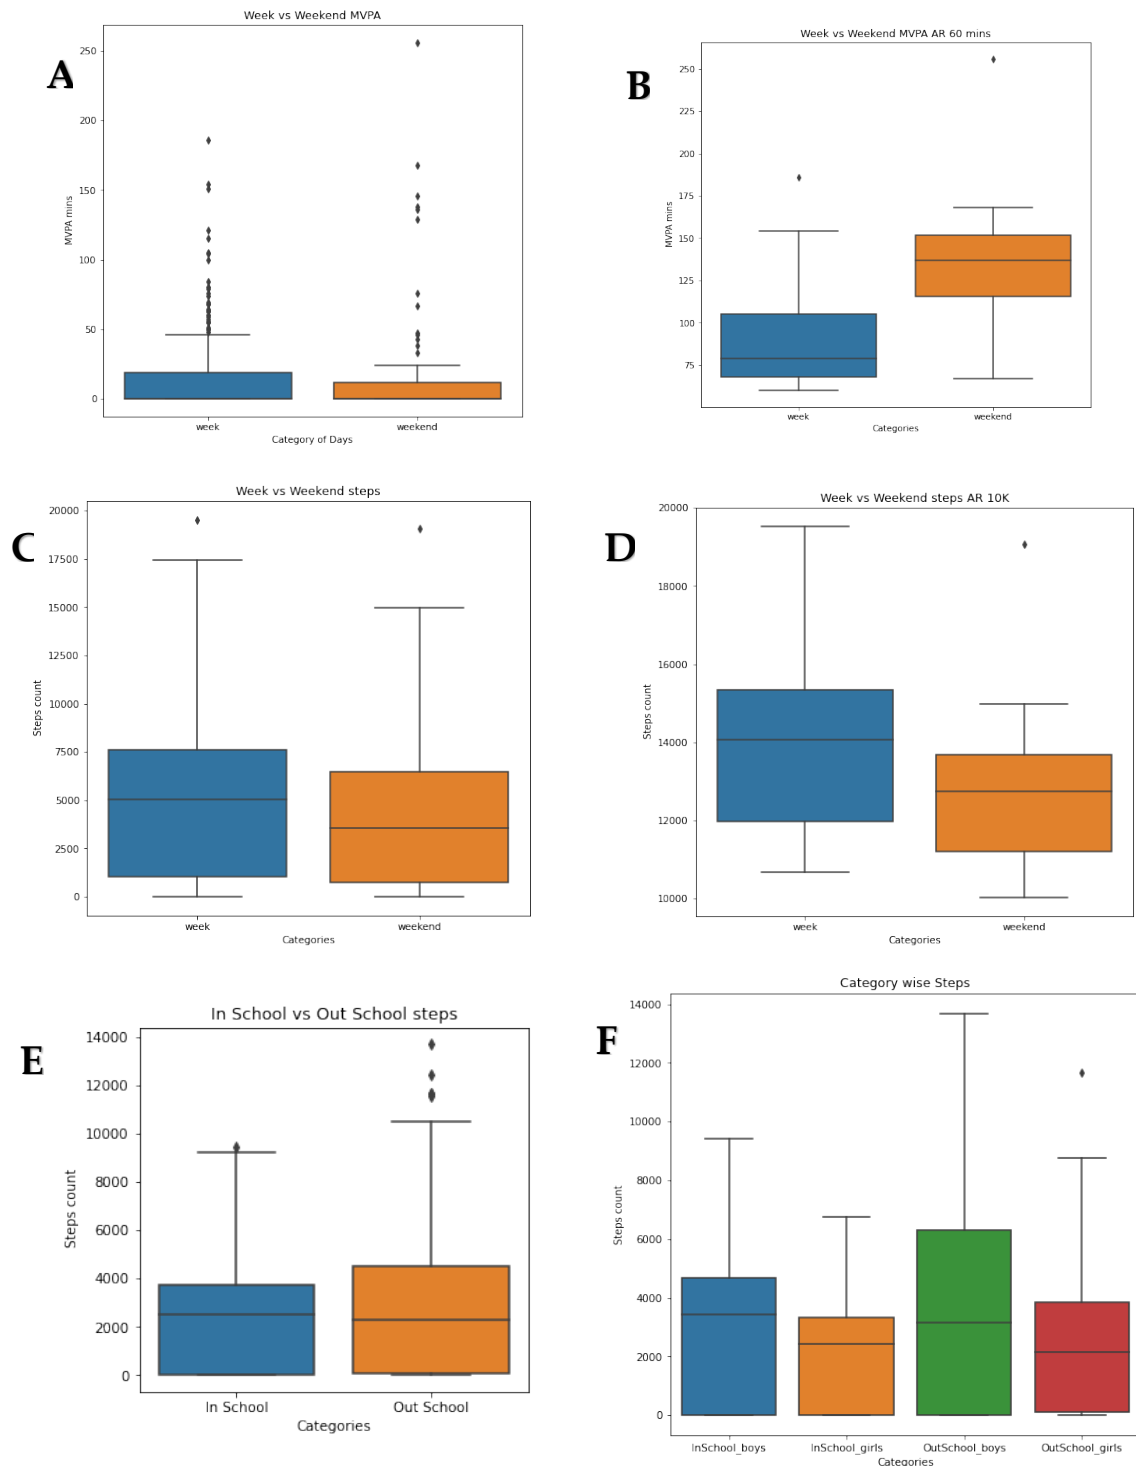 A
Week vs Weekend MVPA
250
200
150
100
50
0
MVPA mins
week
weekend
Category of Days
B
Week vs Weekend MVPA AR 60 mins
250
225
200
175
150
125
100
75
MVPA mins
week
weekend
Categories
C
Week vs Weekend steps
20000
17500
15000
12500
10000
7500
5000
2500
0
Steps count
week
weekend
Categories
D
Week vs Weekend steps AR 10K
20000
18000
16000
14000
12000
10000
Steps count
week
weekend
Categories
E
In School vs Out School steps
14000
12000
10000
8000
6000
4000
2000
0
Steps count
In School
Out School
Categories
F
Category wise Steps
14000
12000
10000
8000
6000
4000
2000
0
Steps count
InSchool_boys
InSchool_girls
OutSchool_boys
OutSchool_girls
Categories